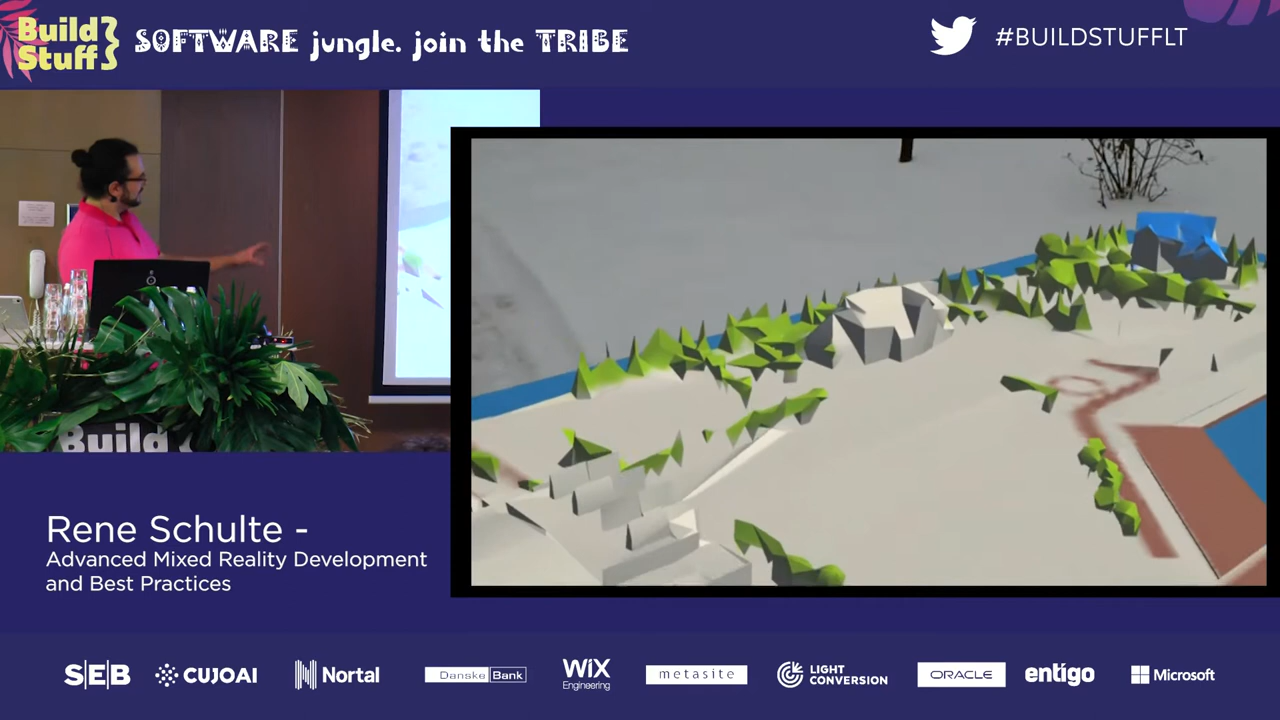 Build
Stuff
SOFTWARE jungle. join the TRIBE
#BUILDSTUFFLT
Build
Rene Schulte -
Advanced Mixed Reality Development
and Best Practices
SEB
CUJOAI
Nortal
Danske Bank
WiX
Engineering
metasite
LIGHT
CONVERSION
ORACLE
entigo
Microsoft